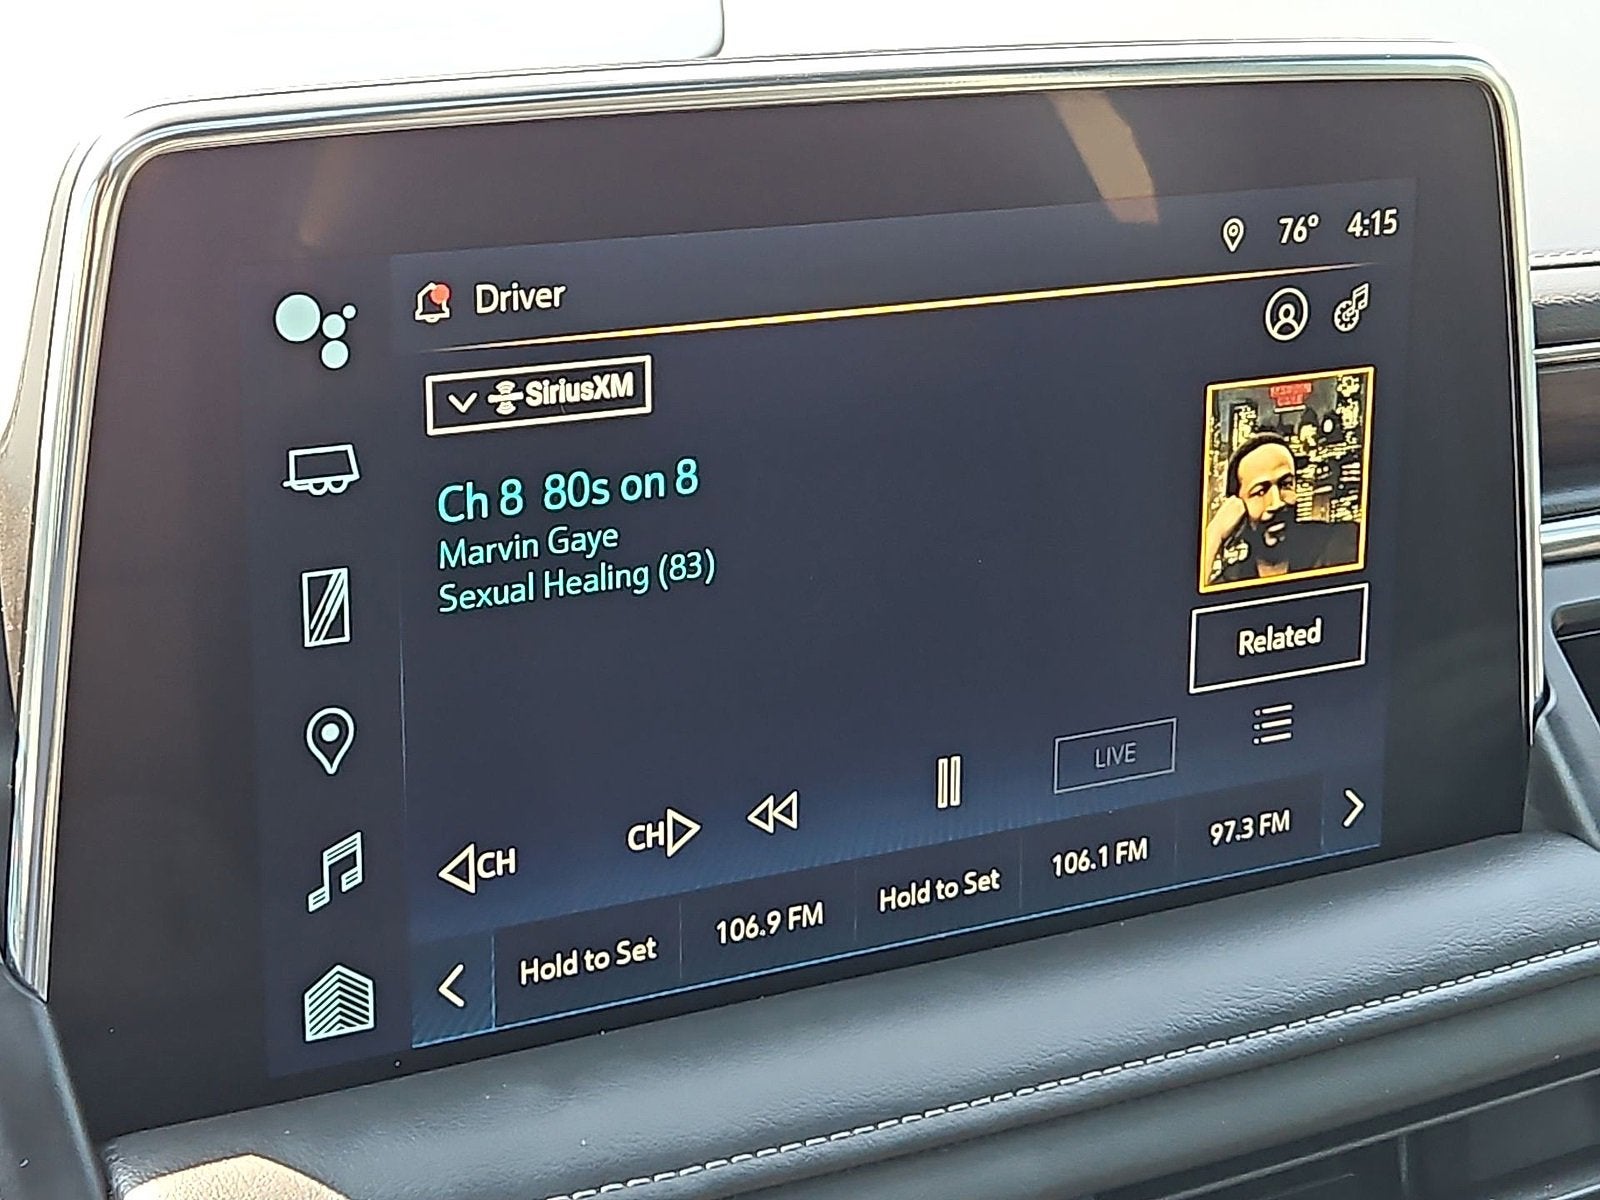 Driver
76° 4:15
SiriusXM
Ch 8 80s on 8
Marvin Gaye
Sexual Healing (83)
Related
LIVE
CH
CH
Hold to Set
106.9 FM
Hold to Set
106.1 FM
97.3 FM